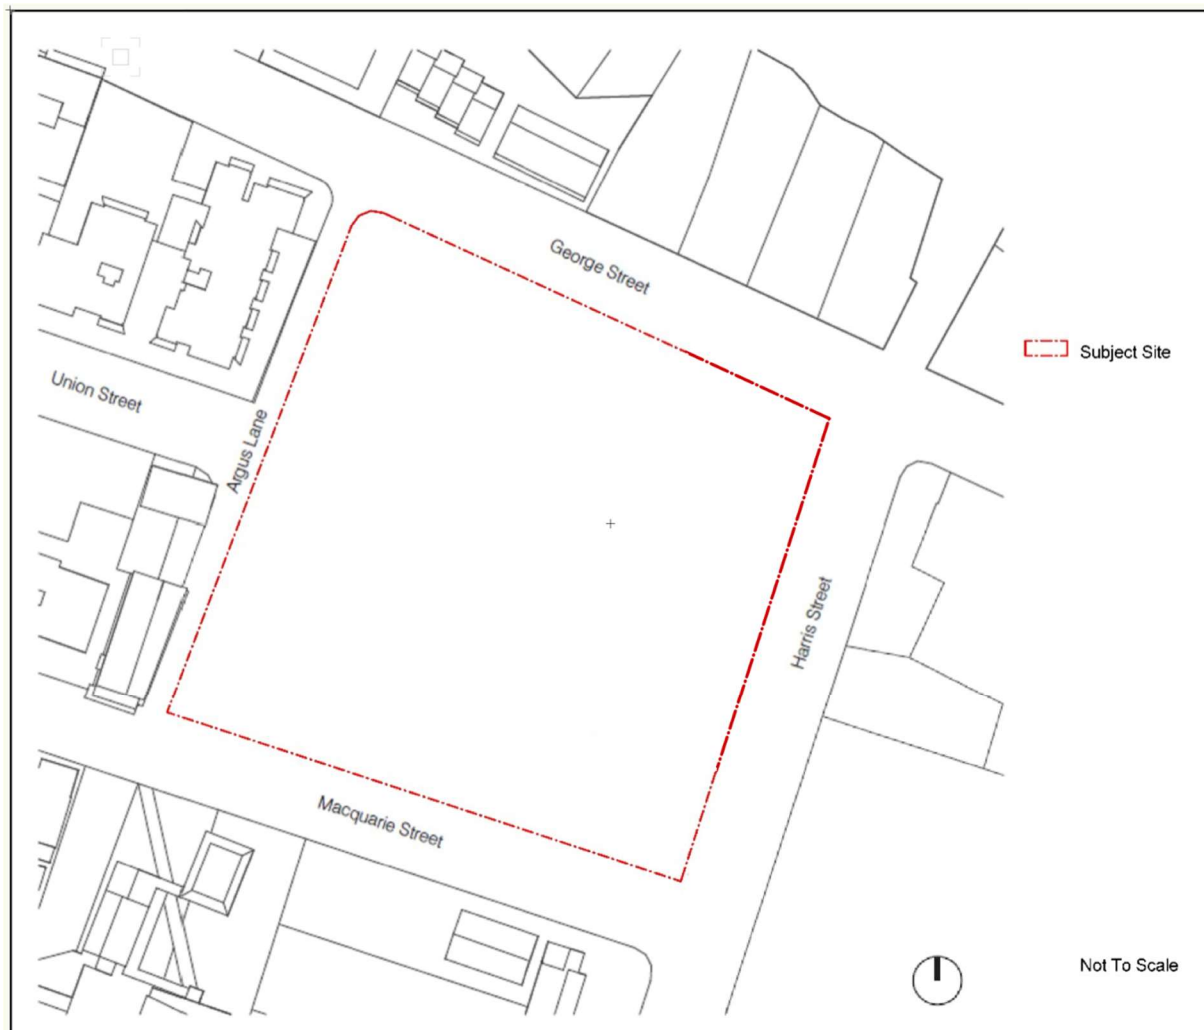 George Street
Subject Site
Union Street
Argus Lane
Harris Street
Macquarie Street
Not To Scale